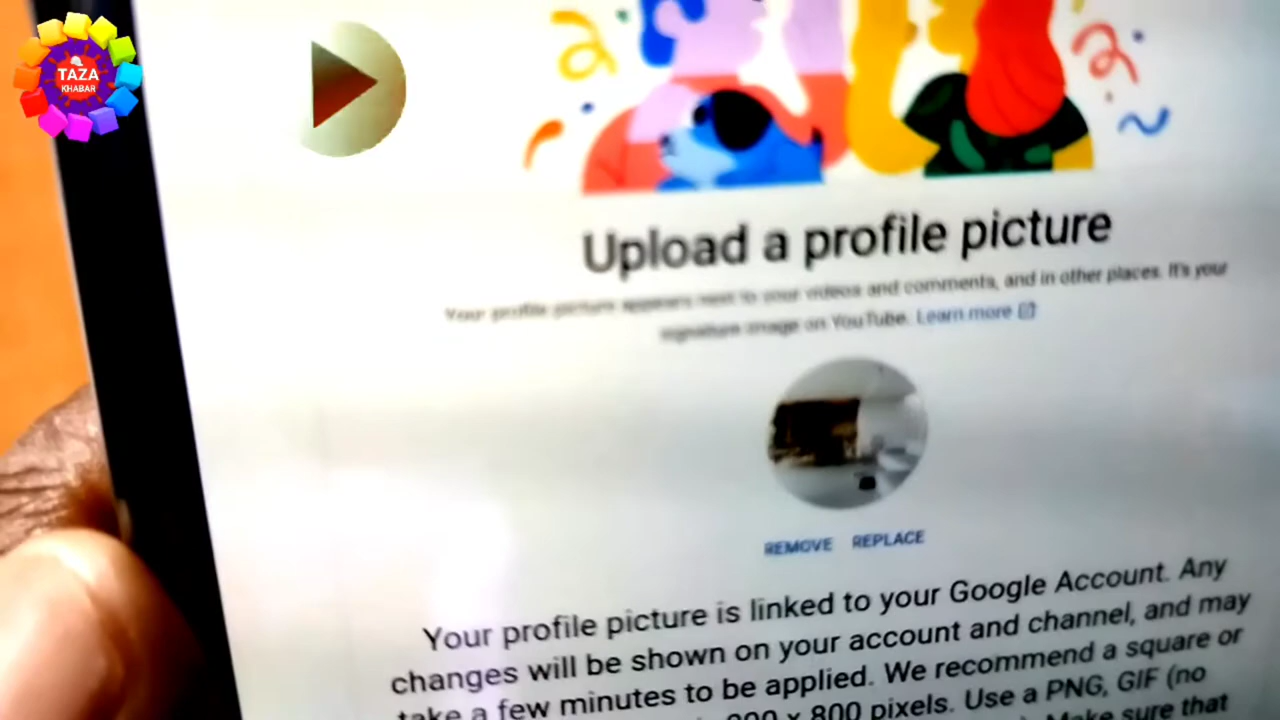 TAZA
KHABAR
Upload a profile picture
Your profile picture appears next to your videos and comments, and in other places. It's your
signature image on YouTube. Learn more
REMOVE REPLACE
Your profile picture is linked to your Google Account. Any
changes will be shown on your account and channel, and may
take a few minutes to be applied. We recommend a square or
800 x 800 pixels. Use a PNG, GIF (no
Make sure that